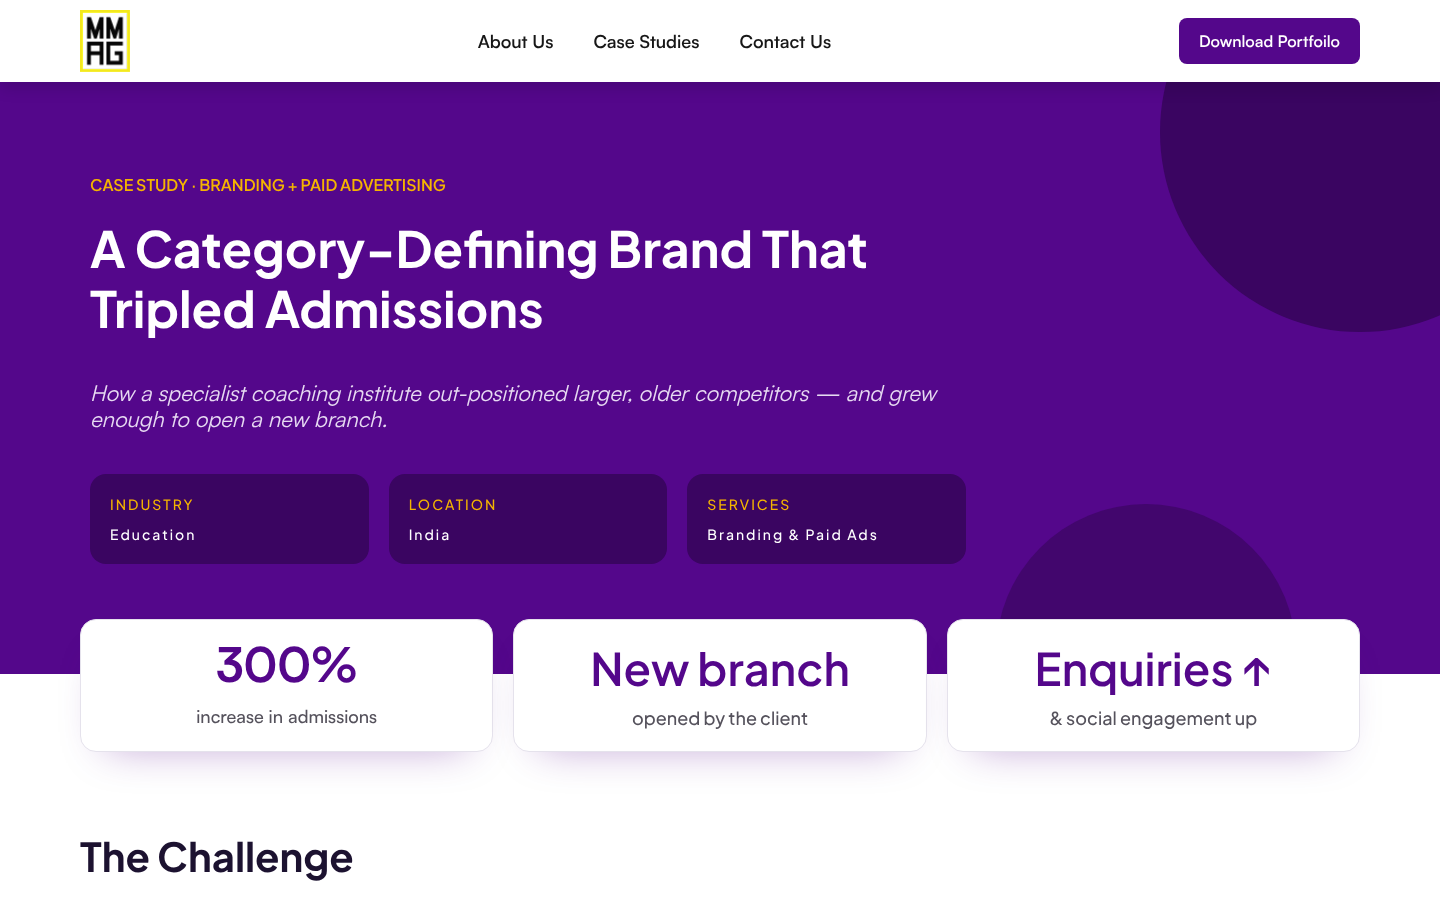 MM
AG
About Us
Case Studies
Contact Us
Download Portfoilo
CASE STUDY · BRANDING + PAID ADVERTISING
A Category-Defining Brand That
Tripled Admissions
How a specialist coaching institute out-positioned larger, older competitors — and grew
enough to open a new branch.
INDUSTRY
Education
LOCATION
India
SERVICES
Branding & Paid Ads
300%
increase in admissions
New branch
opened by the client
Enquiries ↑
& social engagement up
The Challenge